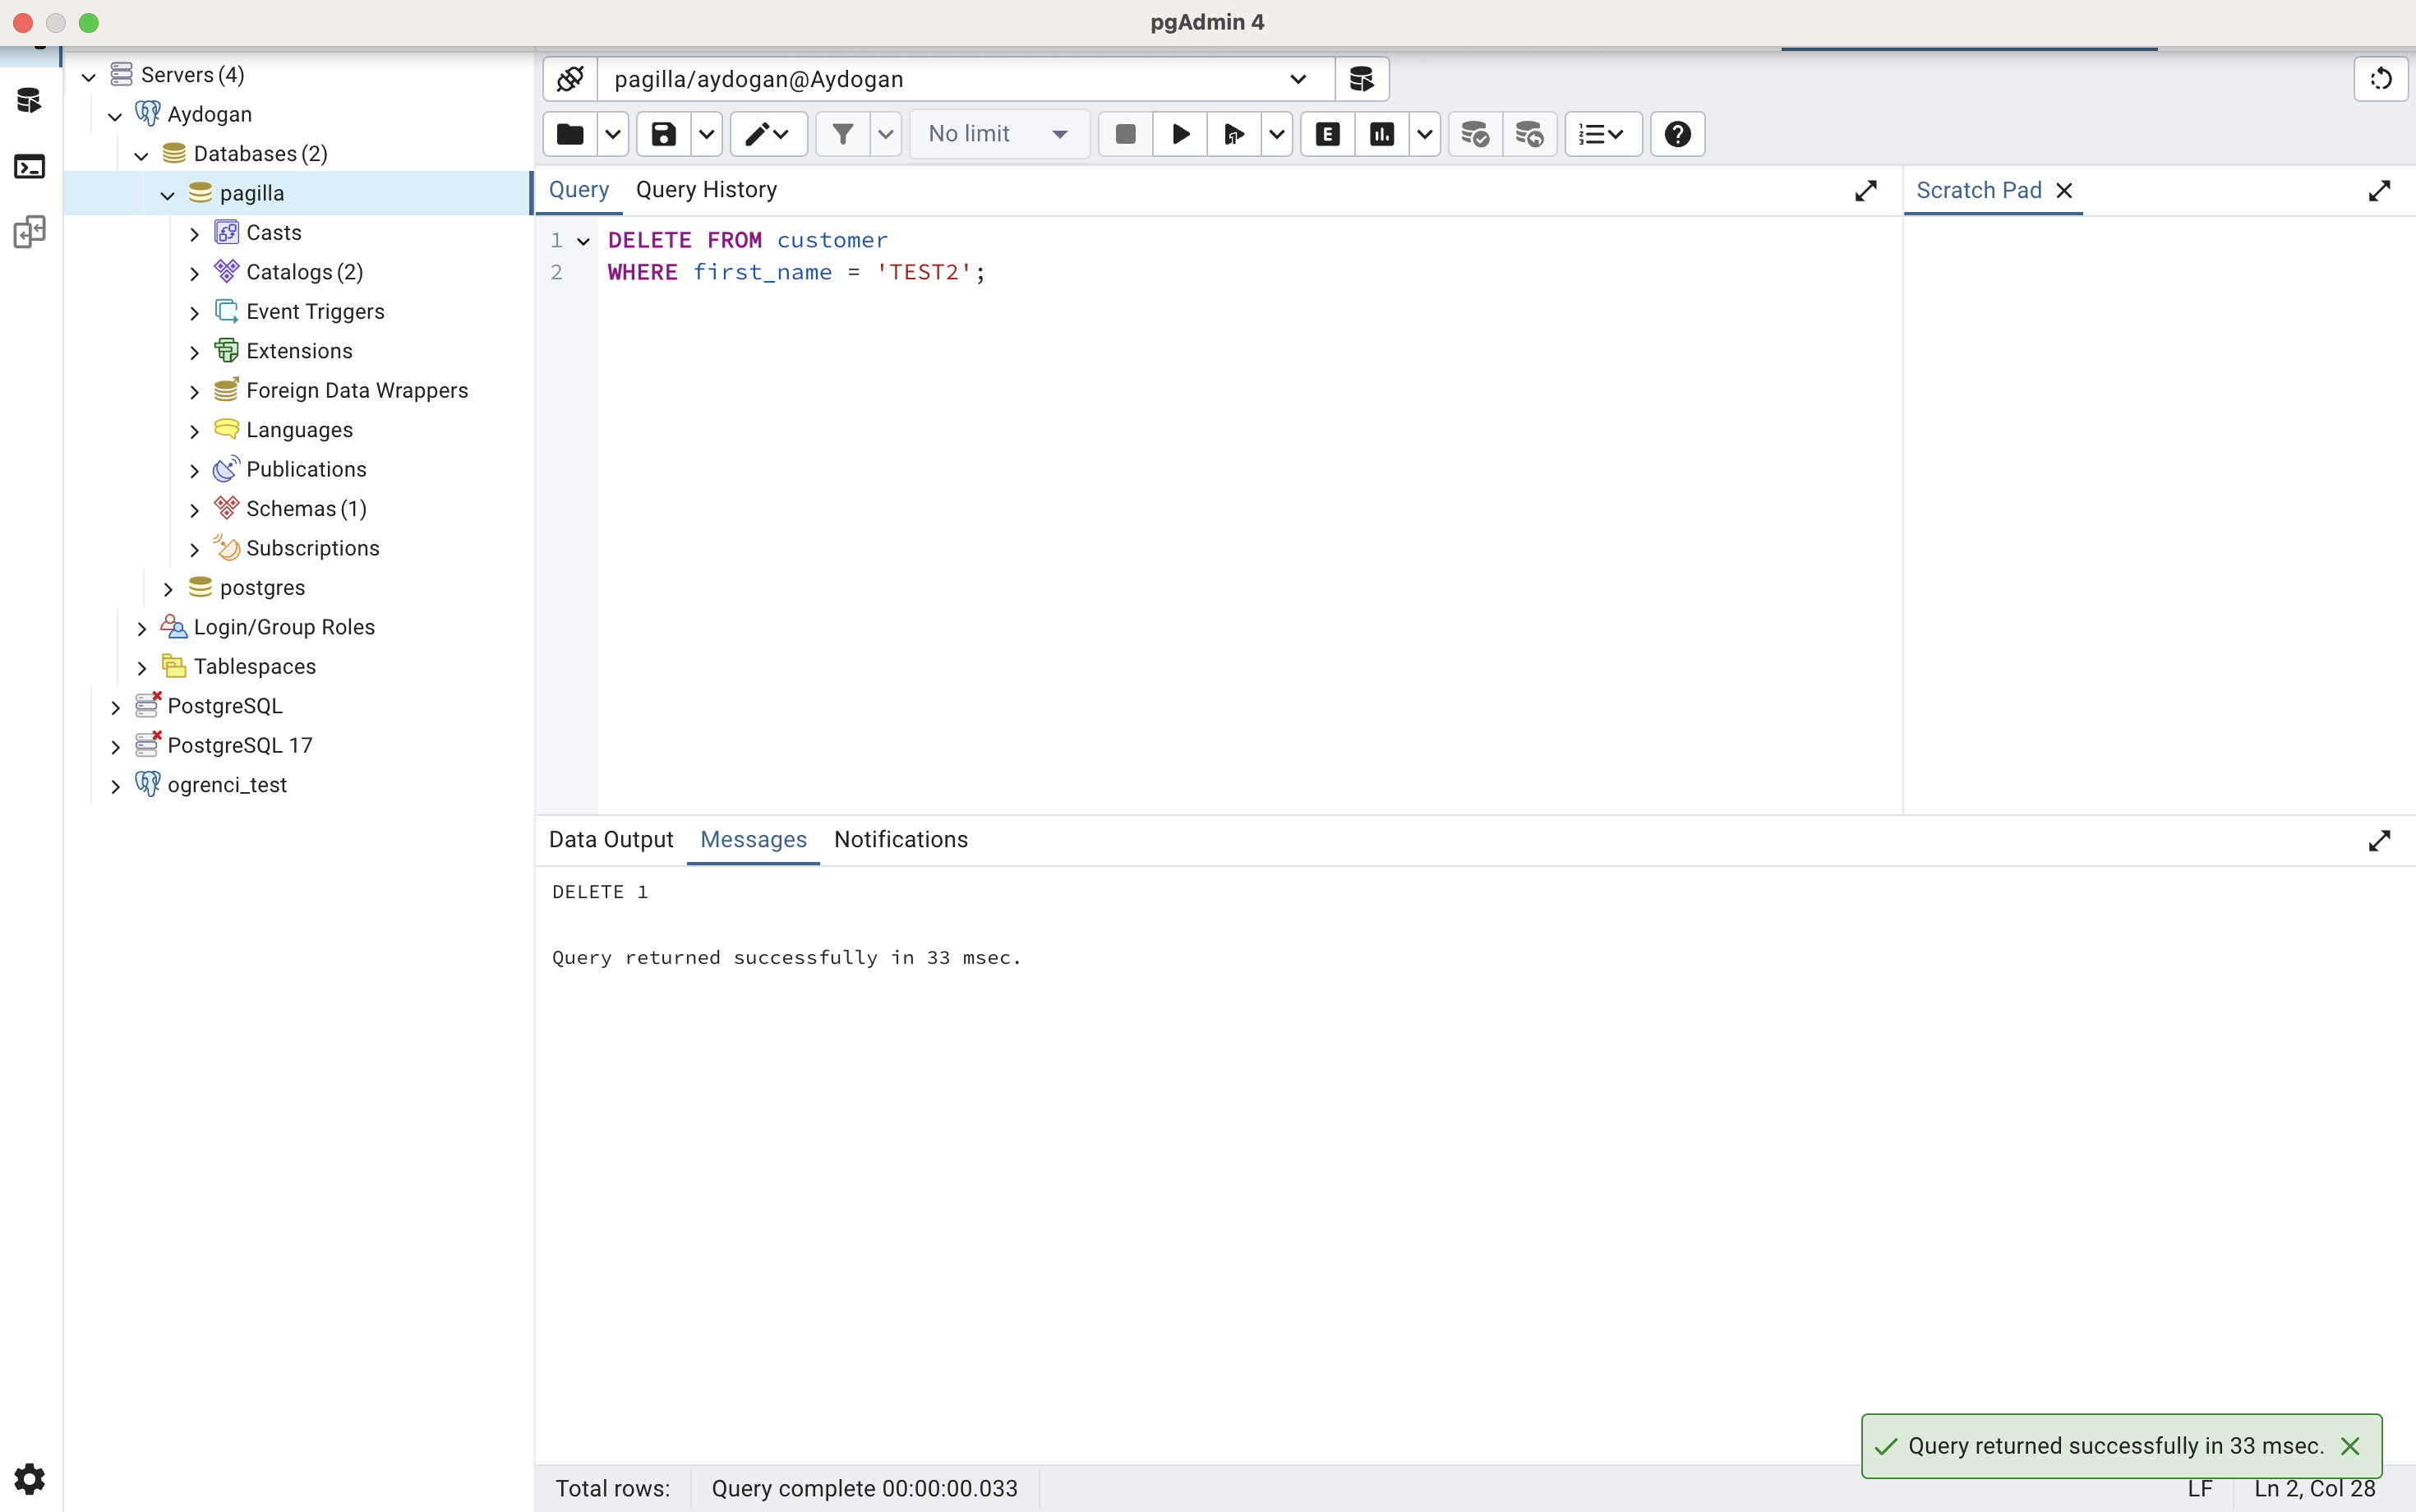 pgAdmin 4
Servers (4)
Aydogan
Databases (2)
pagilla
Casts
Catalogs (2)
Event Triggers
Extensions
Foreign Data Wrappers
Languages
Publications
Schemas (1)
Subscriptions
postgres
Login/Group Roles
Tablespaces
PostgreSQL
PostgreSQL 17
ogrenci_test
pagilla/aydogan@Aydogan
No limit
E
Query Query History
Scratch Pad
1 DELETE FROM customer
2 WHERE first_name = 'TEST2';
Data Output Messages Notifications
DELETE 1
Query returned successfully in 33 msec.
Query returned successfully in 33 msec.
Total rows: Query complete 00:00:00.033 LF Ln 2, Col 28